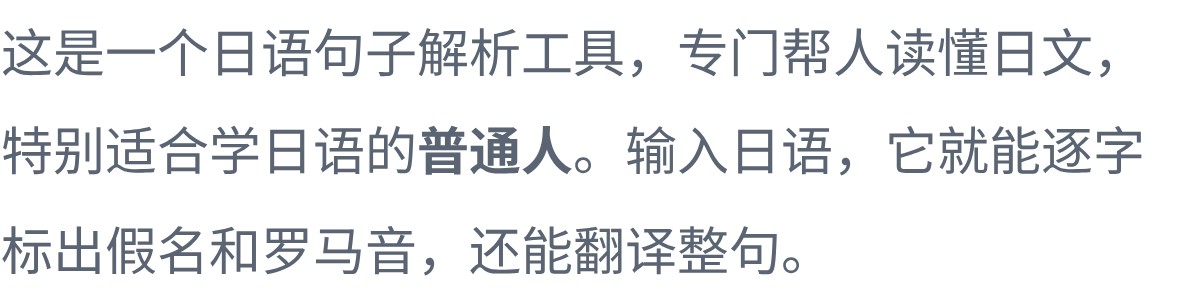 这是一个日语句子解析工具，专门帮人读懂日文，
特别适合学日语的普通人。输入日语，它就能逐字
标出假名和罗马音，还能翻译整句。